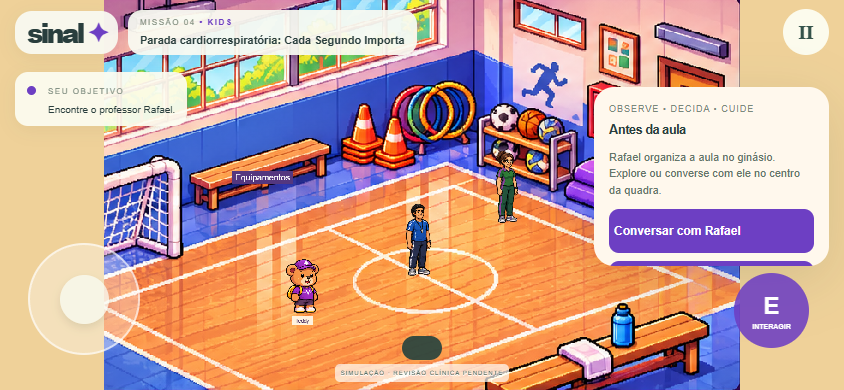 sinal
MISSÃO 04 • KIDS
Parada cardiorrespiratória: Cada Segundo Importa
II
SEU OBJETIVO
Encontre o professor Rafael.
OBSERVE • DECIDA • CUIDE
Antes da aula
Rafael organiza a aula no ginásio.
Explore ou converse com ele no centro
da quadra.
Conversar com Rafael
Equipamentos
Teddy
E
INTERAGIR
SIMULAÇÃO · REVISÃO CLÍNICA PENDENTE